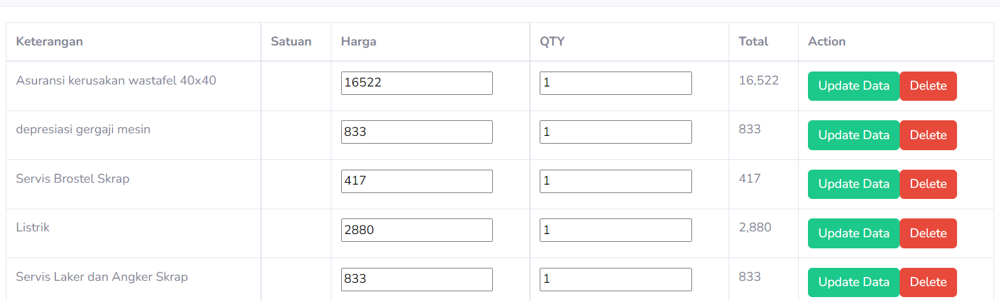 Keterangan Satuan Harga QTY Total Action
Asuransi kerusakan wastafel 40x40 16522 1 16,522 Update Data Delete
depresiasi gergaji mesin 833 1 833 Update Data Delete
Servis Brostel Skrap 417 1 417 Update Data Delete
Listrik 2880 1 2,880 Update Data Delete
Servis Laker dan Angker Skrap 833 1 833 Update Data Delete